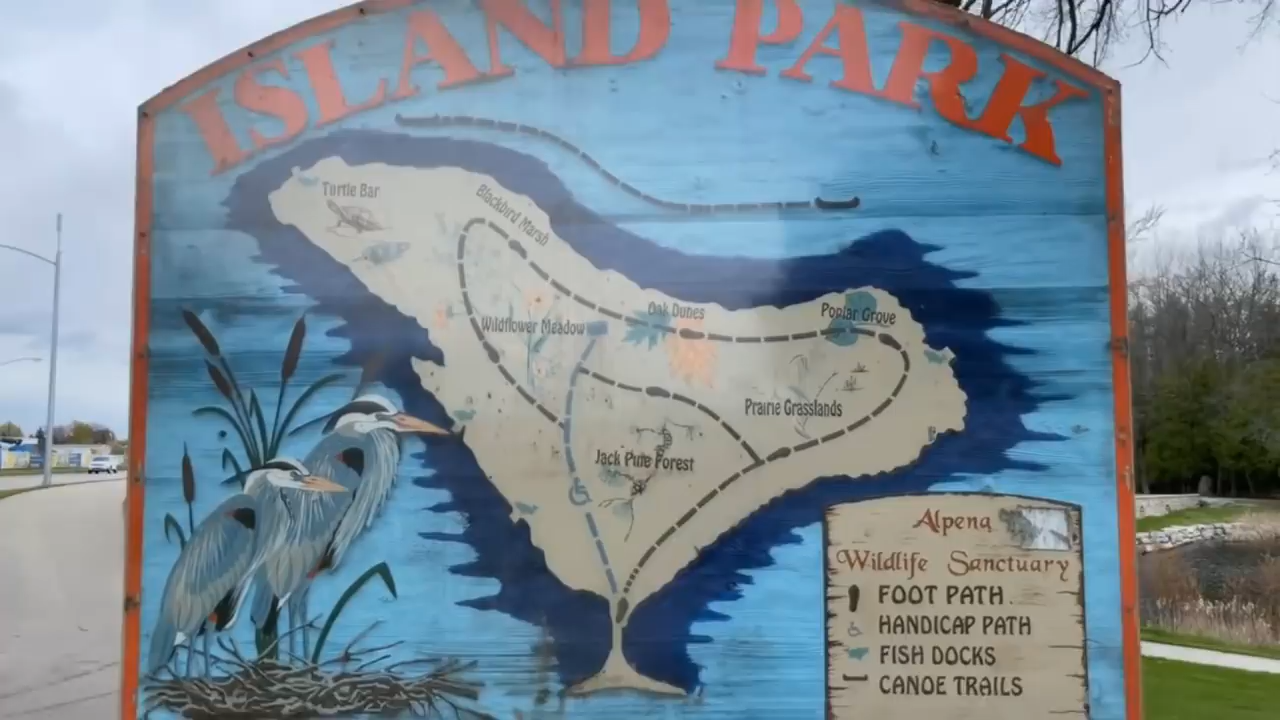 ISLAND PARK
Turtle Bar
Blackbird Marsh
Oak Dunes
Poplar Grove
Wildflower Meadow
Prairie Grasslands
Jack Pine Forest
Alpena
Wildlife Sanctuary
FOOT PATH
HANDICAP PATH
FISH DOCKS
CANOE TRAILS